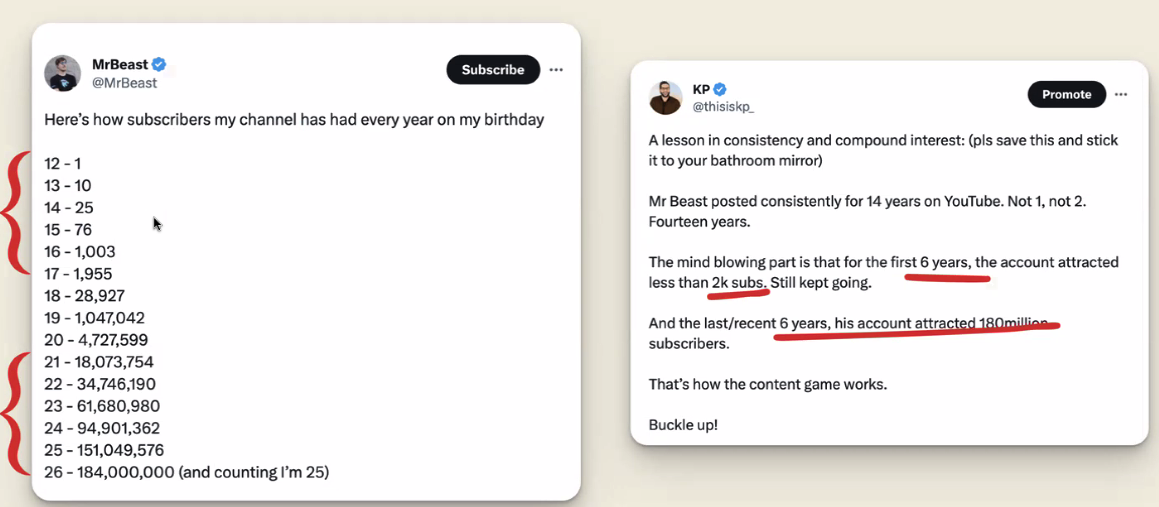 MrBeast
@MrBeast
Subscribe
Here's how subscribers my channel has had every year on my birthday
12 - 1
13 - 10
14 - 25
15 - 76
16 - 1,003
17 - 1,955
18 - 28,927
19 - 1,047,042
20 - 4,727,599
21 - 18,073,754
22 - 34,746,190
23 - 61,680,980
24 - 94,901,362
25 - 151,049,576
26 - 184,000,000 (and counting I'm 25)
KP
@thisiskp_
Promote
A lesson in consistency and compound interest: (pls save this and stick
it to your bathroom mirror)
Mr Beast posted consistently for 14 years on YouTube. Not 1, not 2.
Fourteen years.
The mind blowing part is that for the first 6 years, the account attracted
less than 2k subs. Still kept going.
And the last/recent 6 years, his account attracted 180million
subscribers.
That's how the content game works.
Buckle up!